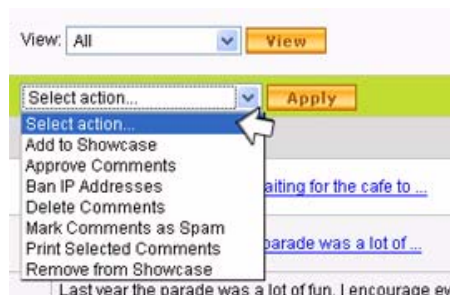 View: All View
Select action... Apply
Select action...
Add to Showcase
Approve Comments
Ban IP Addresses
aiting for the cafe to ...
Delete Comments
Mark Comments as Spam
Print Selected Comments
parade was a lot of ...
Remove from Showcase
Last year the parade was a lot of fun. I encourage ev